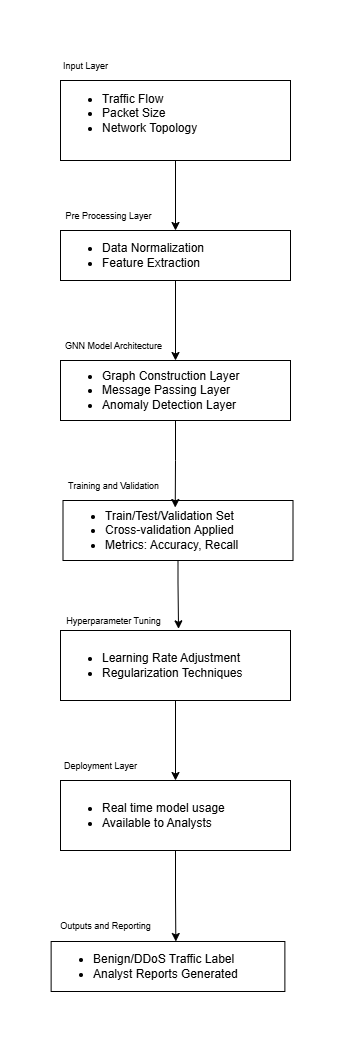 Input Layer
• Traffic Flow
• Packet Size
• Network Topology
Pre Processing Layer
• Data Normalization
• Feature Extraction
GNN Model Architecture
• Graph Construction Layer
• Message Passing Layer
• Anomaly Detection Layer
Training and Validation
• Train/Test/Validation Set
• Cross-validation Applied
• Metrics: Accuracy, Recall
Hyperparameter Tuning
• Learning Rate Adjustment
• Regularization Techniques
Deployment Layer
• Real time model usage
• Available to Analysts
Outputs and Reporting
• Benign/DDoS Traffic Label
• Analyst Reports Generated